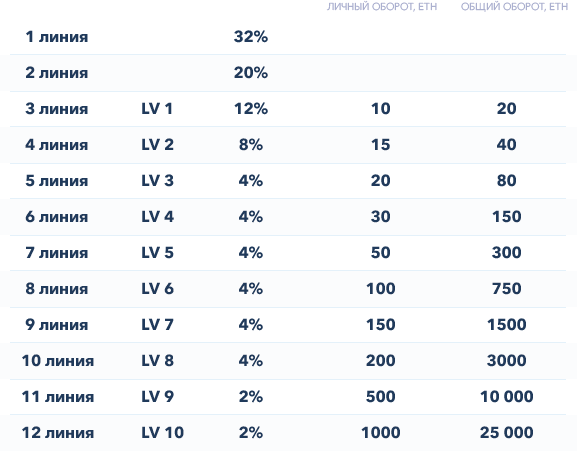 ЛИЧНЫЙ ОБОРОТ, ETH ОБЩИЙ ОБОРОТ, ETH
1 линия 32%
2 линия 20%
3 линия LV 1 12% 10 20
4 линия LV 2 8% 15 40
5 линия LV 3 4% 20 80
6 линия LV 4 4% 30 150
7 линия LV 5 4% 50 300
8 линия LV 6 4% 100 750
9 линия LV 7 4% 150 1500
10 линия LV 8 4% 200 3000
11 линия LV 9 2% 500 10 000
12 линия LV 10 2% 1000 25 000